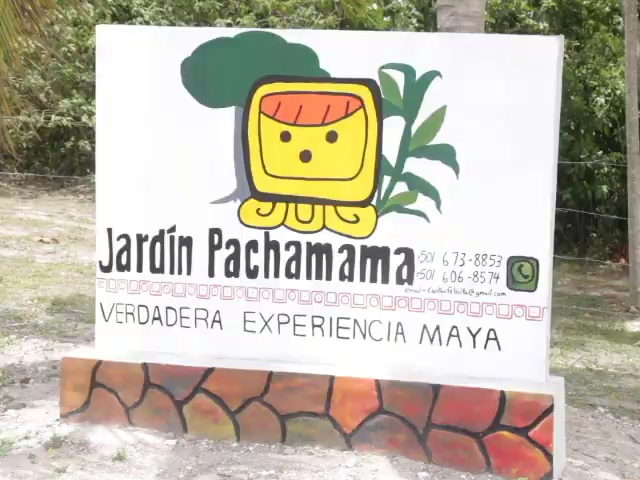 Jardín Pachamama
+501 673-8853
+501 606-8574
VERDADERA EXPERIENCIA MAYA